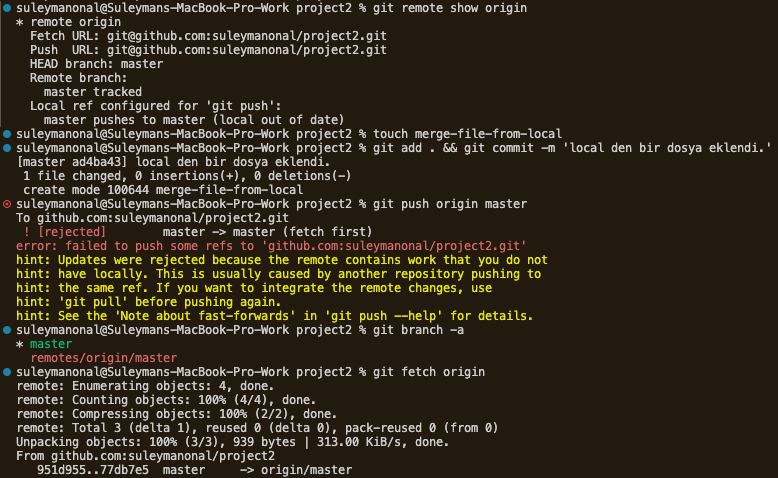 suleymanonal@Suleymans-MacBook-Pro-Work project2 % git remote show origin
* remote origin
  Fetch URL: git@github.com:suleymanonal/project2.git
  Push  URL: git@github.com:suleymanonal/project2.git
  HEAD branch: master
  Remote branch:
    master tracked
  Local ref configured for 'git push':
    master pushes to master (local out of date)
suleymanonal@Suleymans-MacBook-Pro-Work project2 % touch merge-file-from-local
suleymanonal@Suleymans-MacBook-Pro-Work project2 % git add . && git commit -m 'local den bir dosya eklendi.'
[master ad4ba43] local den bir dosya eklendi.
 1 file changed, 0 insertions(+), 0 deletions(-)
 create mode 100644 merge-file-from-local
suleymanonal@Suleymans-MacBook-Pro-Work project2 % git push origin master
To github.com:suleymanonal/project2.git
 ! [rejected]        master -> master (fetch first)
error: failed to push some refs to 'github.com:suleymanonal/project2.git'
hint: Updates were rejected because the remote contains work that you do not
hint: have locally. This is usually caused by another repository pushing to
hint: the same ref. If you want to integrate the remote changes, use
hint: 'git pull' before pushing again.
hint: See the 'Note about fast-forwards' in 'git push --help' for details.
suleymanonal@Suleymans-MacBook-Pro-Work project2 % git branch -a
* master
  remotes/origin/master
suleymanonal@Suleymans-MacBook-Pro-Work project2 % git fetch origin
remote: Enumerating objects: 4, done.
remote: Counting objects: 100% (4/4), done.
remote: Compressing objects: 100% (2/2), done.
remote: Total 3 (delta 1), reused 0 (delta 0), pack-reused 0 (from 0)
Unpacking objects: 100% (3/3), 939 bytes | 313.00 KiB/s, done.
From github.com:suleymanonal/project2
   951d955..77db7e5  master     -> origin/master